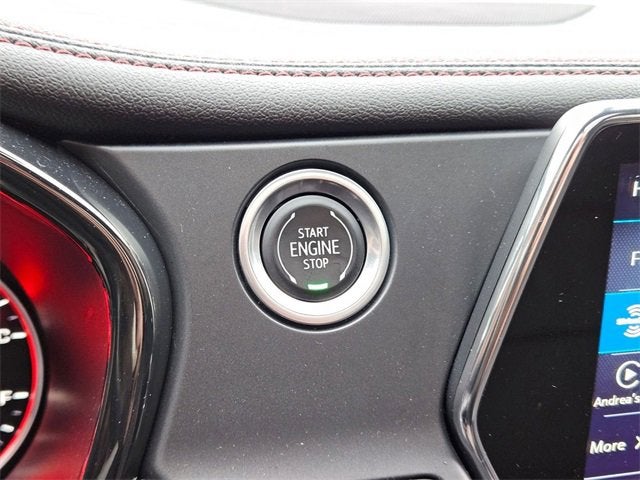 START
ENGINE
STOP
C
F
H
F
Andrea's
More